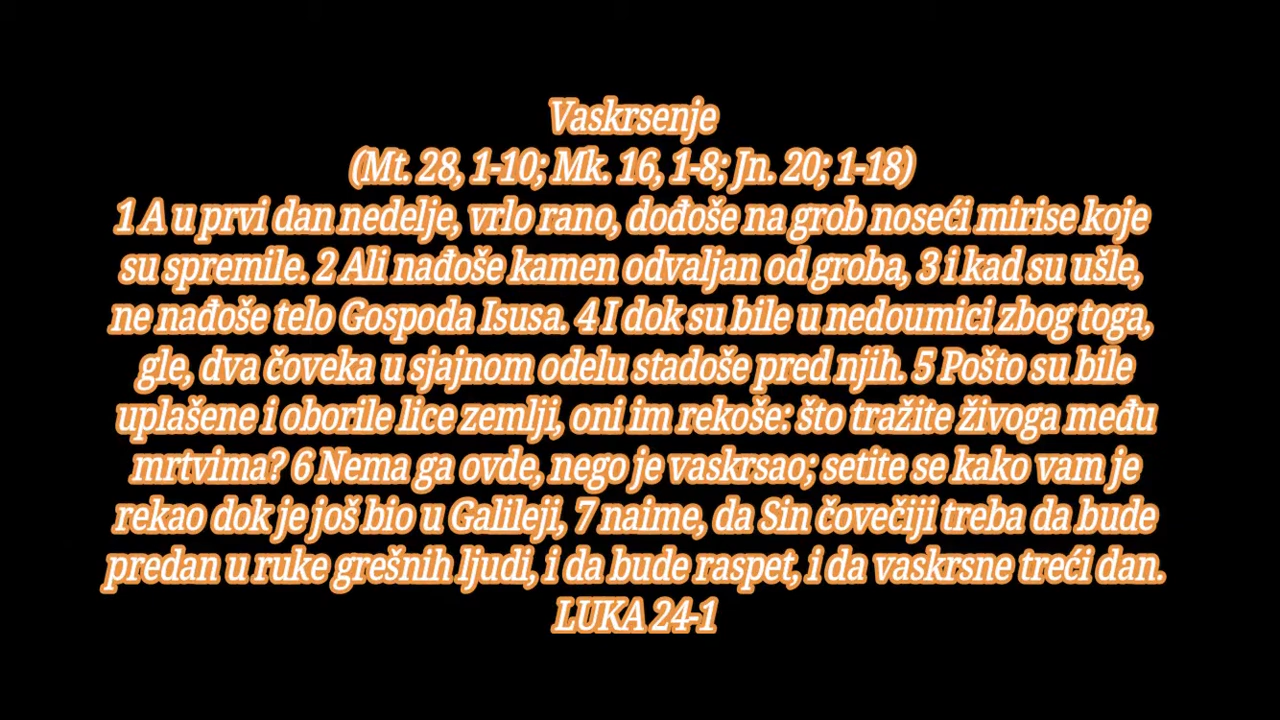 Vaskrsenje
(Mt. 28, 1-10; Mk. 16, 1-8; Jn. 20; 1-18)
1 A u prvi dan nedelje, vrlo rano, dođoše na grob noseći mirise koje
su spremile. 2 Ali nađoše kamen odvaljan od groba, 3 i kad su ušle,
ne nađoše telo Gospoda Isusa. 4 I dok su bile u nedoumici zbog toga,
gle, dva čoveka u sjajnom odelu stadoše pred njih. 5 Pošto su bile
uplašene i oborile lice zemlji, oni im rekoše: što tražite živoga među
mrtvima? 6 Nema ga ovde, nego je vaskrsao; setite se kako vam je
rekao dok je još bio u Galileji, 7 naime, da Sin čovečiji treba da bude
predan u ruke grešnih ljudi, i da bude raspet, i da vaskrsne treći dan.
LUKA 24-1